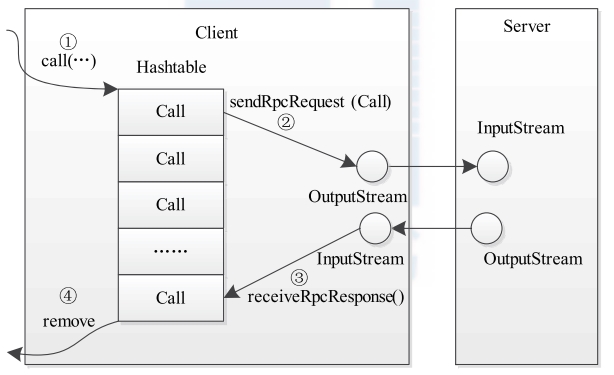 Client
Server
①
call(⋯)
Hashtable
Call
sendRpcRequest (Call)
②
InputStream
Call
OutputStream
Call
InputStream
OutputStream
······
③
④
Call
receiveRpcResponse()
remove